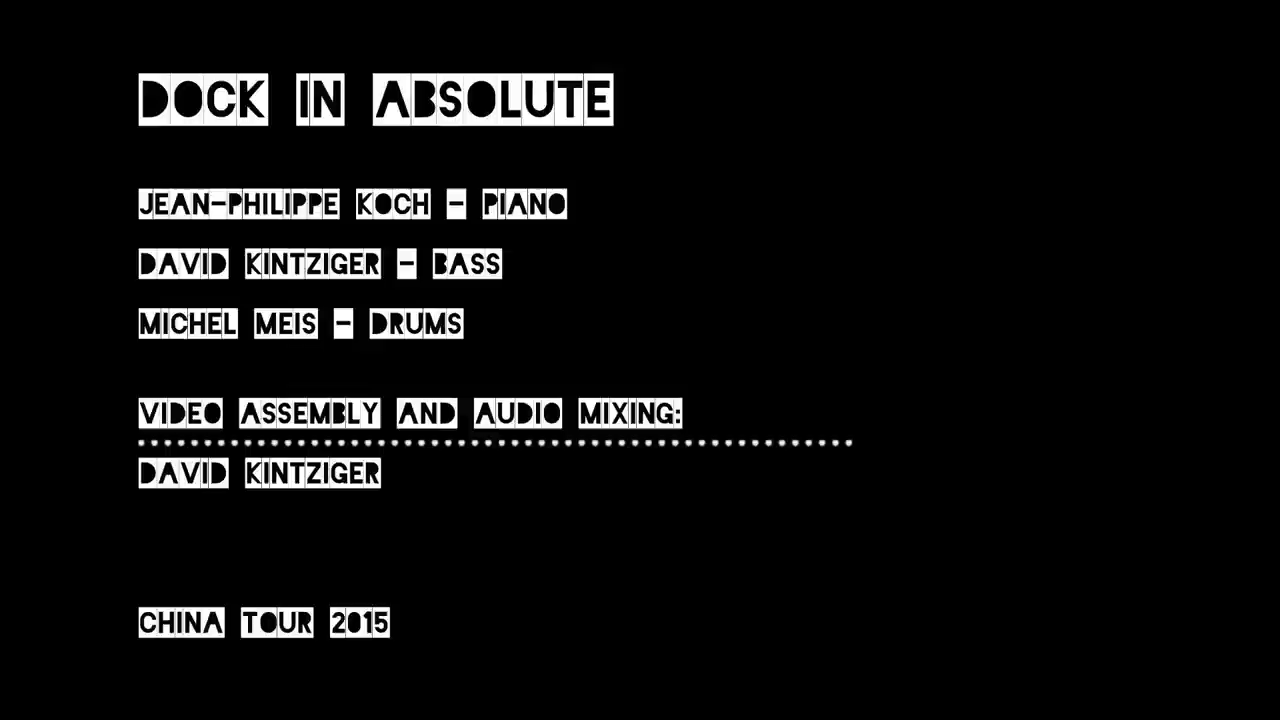 DOCK IN ABSOLUTE
JEAN-PHILIPPE KOCH - PIANO
DAVID KINTZIGER - BASS
MICHEL MEIS - DRUMS
VIDEO ASSEMBLY AND AUDIO MIXING:
DAVID KINTZIGER
CHINA TOUR 2015